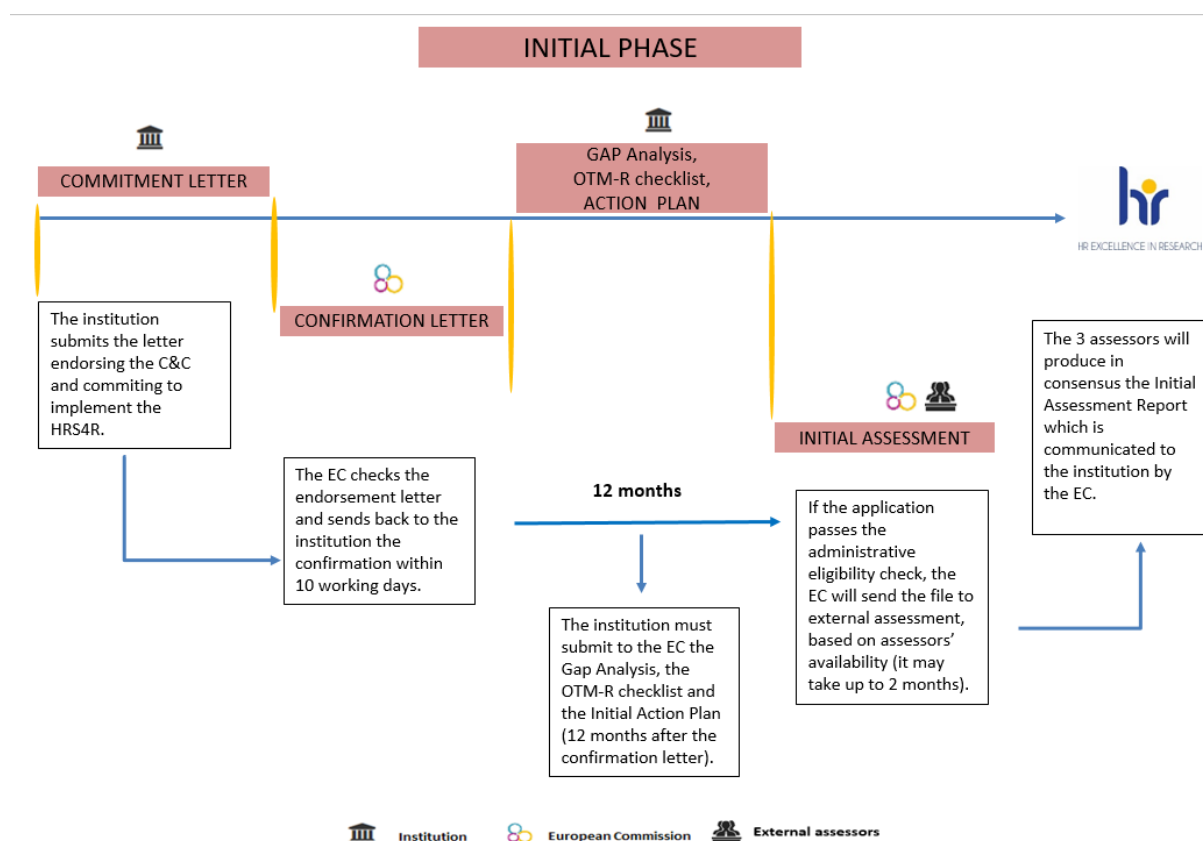 INITIAL PHASE
COMMITMENT LETTER
GAP Analysis,
OTM-R checklist,
ACTION PLAN
hr
HR EXCELLENCE IN RESEARCH
CONFIRMATION LETTER
The institution
submits the letter
endorsing the C&C
and commiting to
implement the
HRS4R.
The EC checks the
endorsement letter
and sends back to the
institution the
confirmation within
10 working days.
12 months
The institution must
submit to the EC the
Gap Analysis, the
OTM-R checklist and
the Initial Action Plan
(12 months after the
confirmation letter).
INITIAL ASSESSMENT
If the application
passes the
administrative
eligibility check, the
EC will send the file to
external assessment,
based on assessors’
availability (it may
take up to 2 months).
The 3 assessors will
produce in
consensus the Initial
Assessment Report
which is
communicated to
the institution by
the EC.
Institution
European Commission
External assessors